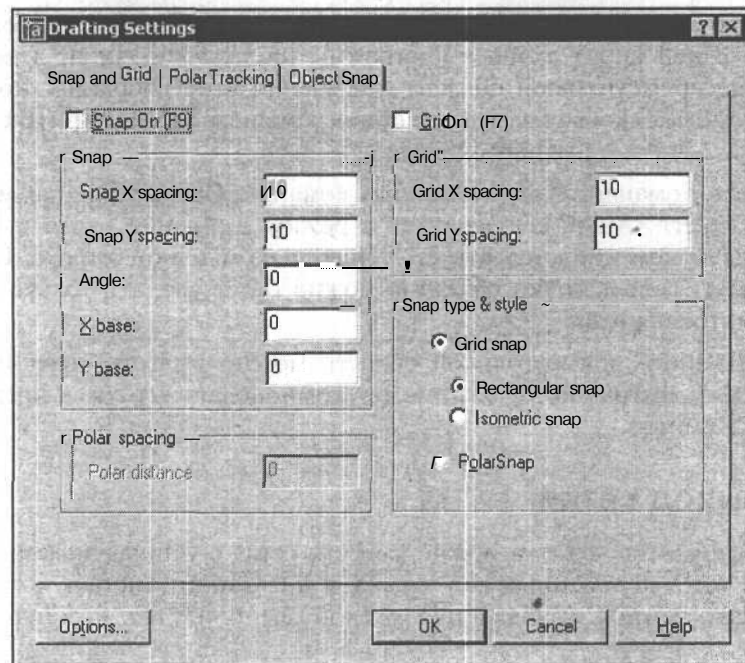 Drafting Settings
Snap and Grid | Polar Tracking | Object Snap
Snap On (F9)
Grid On (F7)
Snap
Snap X spacing: 10
Snap Y spacing: 10
Angle: 0
X base: 0
Y base: 0
Polar spacing
Polar distance 0
Grid
Grid X spacing: 10
Grid Y spacing: 10
Snap type & style
Grid snap
Rectangular snap
Isometric snap
PolarSnap
Options...
OK
Cancel
Help